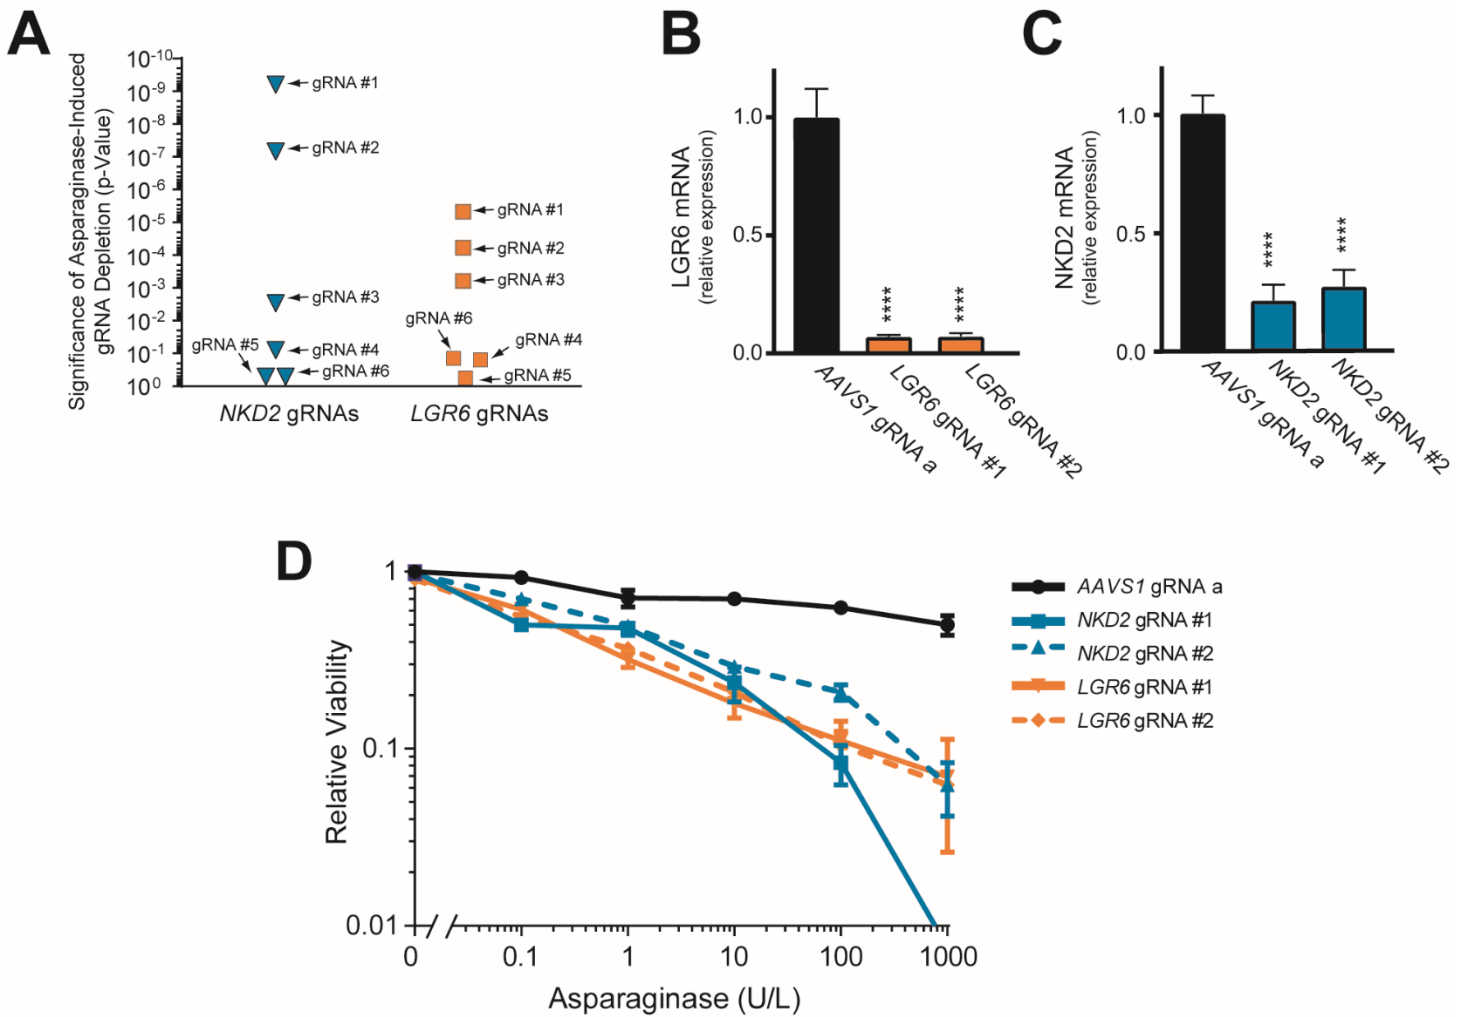 A
Significance of Asparaginase-Induced
gRNA Depletion (p-Value)
10-10
10-9
10-8
10-7
10-6
10-5
10-4
10-3
10-2
10-1
100
gRNA #1
gRNA #2
gRNA #3
gRNA #4
gRNA #5
gRNA #6
gRNA #1
gRNA #2
gRNA #3
gRNA #6
gRNA #4
gRNA #5
NKD2 gRNAs
LGR6 gRNAs
B
LGR6 mRNA
(relative expression)
1.0
0.5
0.0
****
****
AAVS1 gRNA a
LGR6 gRNA #1
LGR6 gRNA #2
C
NKD2 mRNA
(relative expression)
1.0
0.5
0.0
****
****
AAVS1 gRNA a
NKD2 gRNA #1
NKD2 gRNA #2
D
Relative Viability
1
0.1
0.01
0
0.1
1
10
100
1000
Asparaginase (U/L)
AAVS1 gRNA a
NKD2 gRNA #1
NKD2 gRNA #2
LGR6 gRNA #1
LGR6 gRNA #2